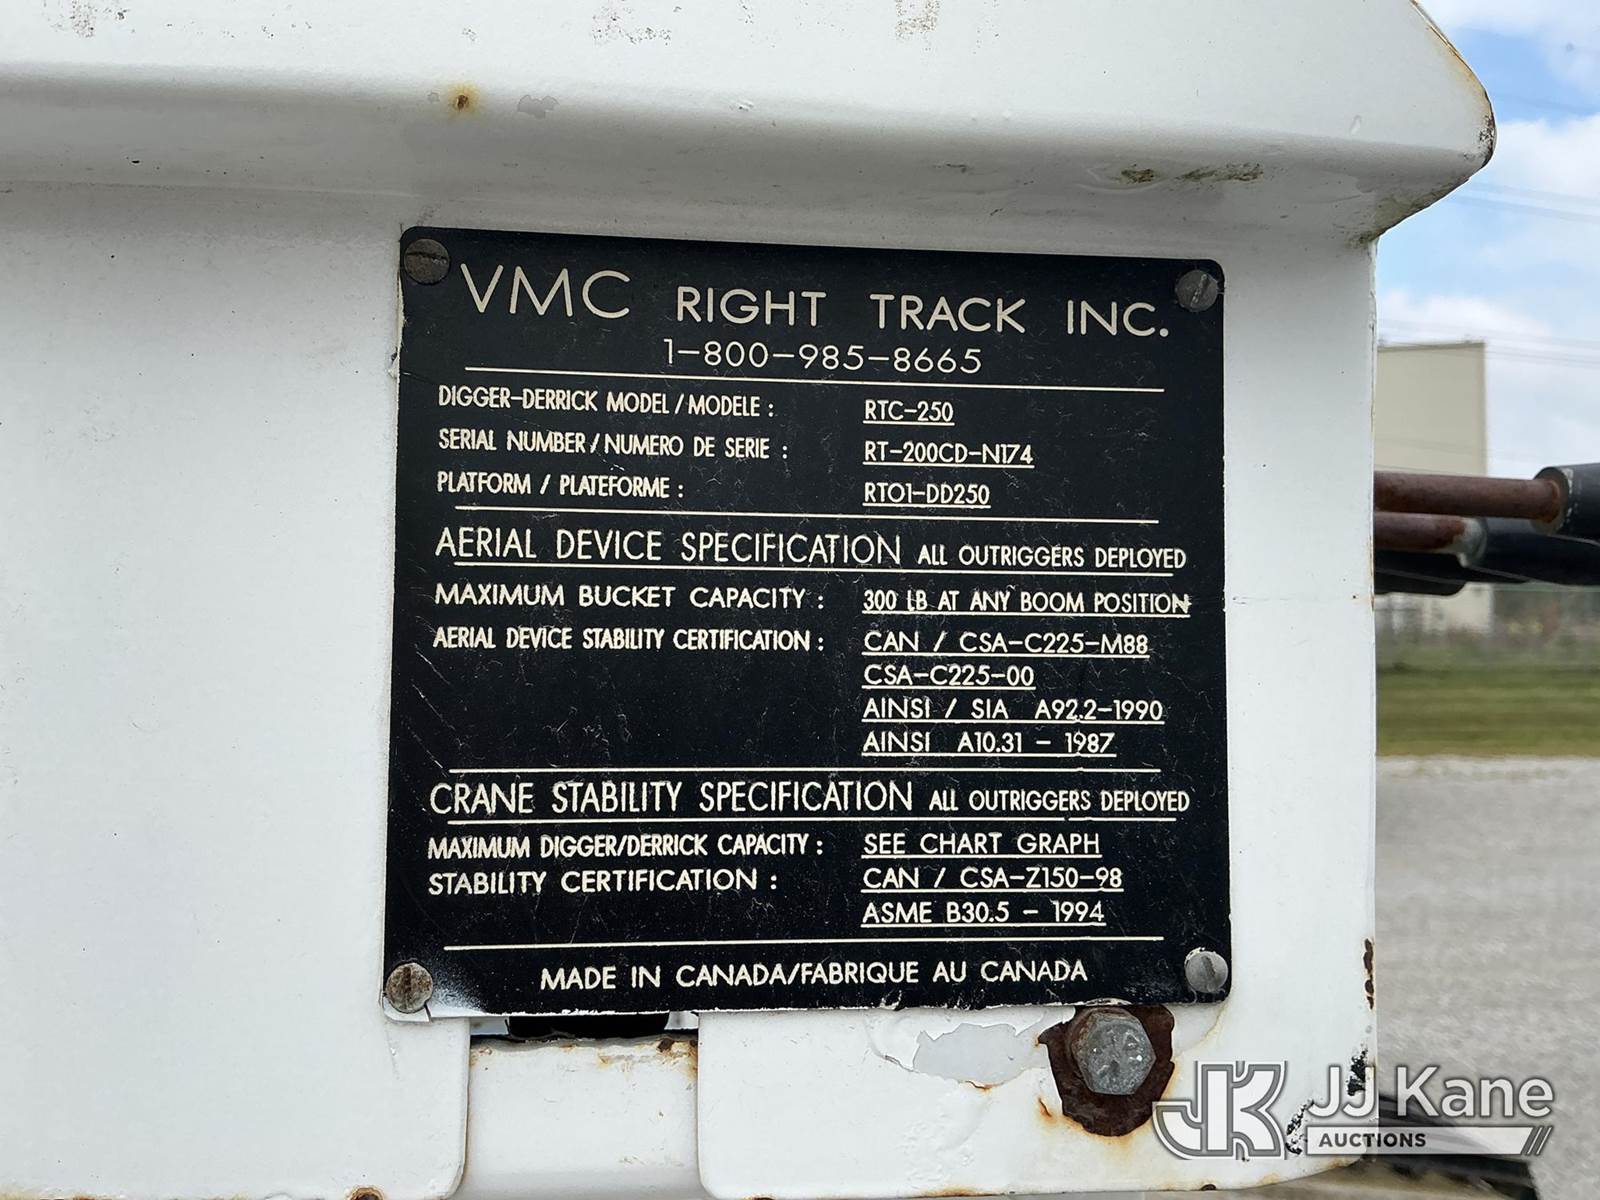 VMC RIGHT TRACK INC.
1-800-985-8665
DIGGER-DERRICK MODEL / MODELE : RTC-250
SERIAL NUMBER / NUMERO DE SERIE : RT-200CD-N174
PLATFORM / PLATEFORME : RTO1-DD250
AERIAL DEVICE SPECIFICATION ALL OUTRIGGERS DEPLOYED
MAXIMUM BUCKET CAPACITY : 300 LB AT ANY BOOM POSITION
AERIAL DEVICE STABILITY CERTIFICATION : CAN / CSA-C225-M88
CSA-C225-00
AINSI / SIA A92.2-1990
AINSI A10.31 - 1987
CRANE STABILITY SPECIFICATION ALL OUTRIGGERS DEPLOYED
MAXIMUM DIGGER/DERRICK CAPACITY : SEE CHART GRAPH
STABILITY CERTIFICATION : CAN / CSA-Z150-98
ASME B30.5 - 1994
MADE IN CANADA/FABRIQUE AU CANADA
JK JJ Kane
AUCTIONS